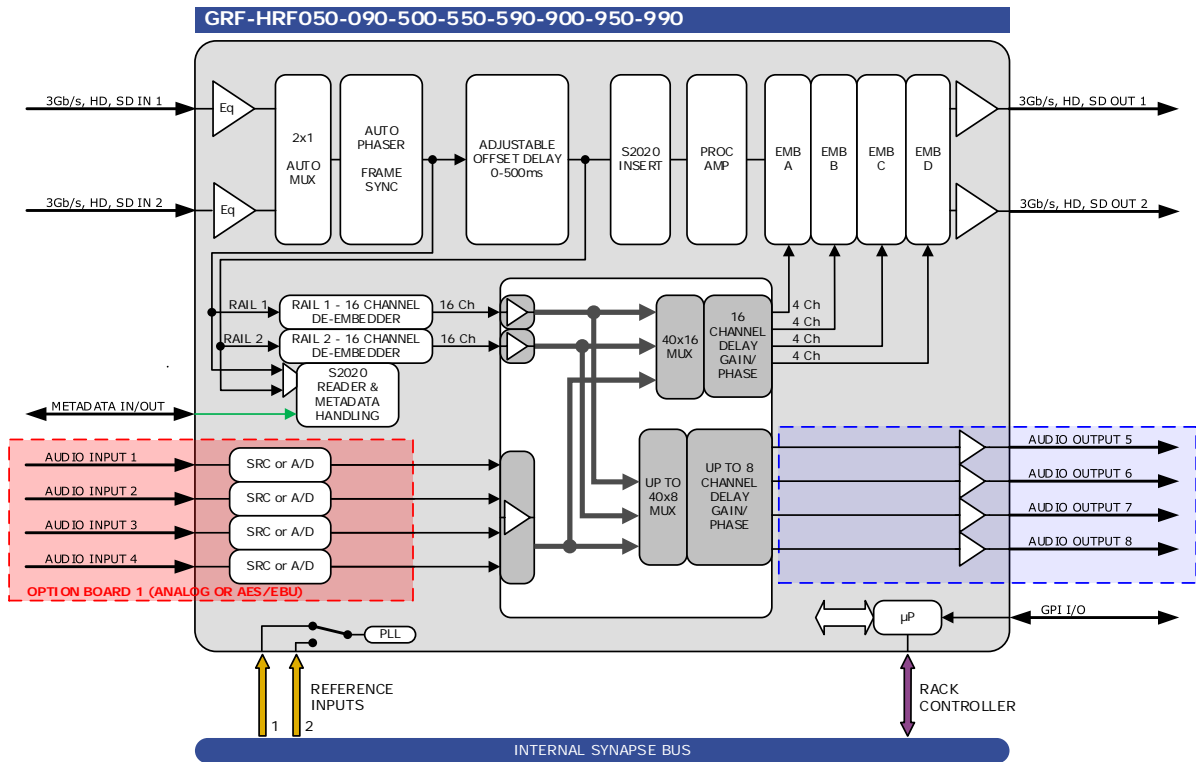 GRF-HRF050-090-500-550-590-900-950-990
3Gb/s, HD, SD IN 1
3Gb/s, HD, SD IN 2
Eq
Eq
2x1
AUTO
MUX
AUTO
PHASER
FRAME
SYNC
ADJUSTABLE
OFFSET DELAY
0-500ms
S2020
INSERT
PROC
AMP
EMB
A
EMB
B
EMB
C
EMB
D
3Gb/s, HD, SD OUT 1
3Gb/s, HD, SD OUT 2
RAIL 1
RAIL 1 - 16 CHANNEL
DE-EMBEDDER
16 Ch
RAIL 2
RAIL 2 - 16 CHANNEL
DE-EMBEDDER
16 Ch
S2020
READER &
METADATA
HANDLING
METADATA IN/OUT
40x16
MUX
16
CHANNEL
DELAY
GAIN/
PHASE
4 Ch
4 Ch
4 Ch
4 Ch
AUDIO INPUT 1
AUDIO INPUT 2
AUDIO INPUT 3
AUDIO INPUT 4
SRC or A/D
SRC or A/D
SRC or A/D
SRC or A/D
OPTION BOARD 1 (ANALOG OR AES/EBU)
UP TO
40x8
MUX
UP TO 8
CHANNEL
DELAY
GAIN/
PHASE
AUDIO OUTPUT 5
AUDIO OUTPUT 6
AUDIO OUTPUT 7
AUDIO OUTPUT 8
PLL
µP
GPI I/O
REFERENCE
INPUTS
1
2
RACK
CONTROLLER
INTERNAL SYNAPSE BUS